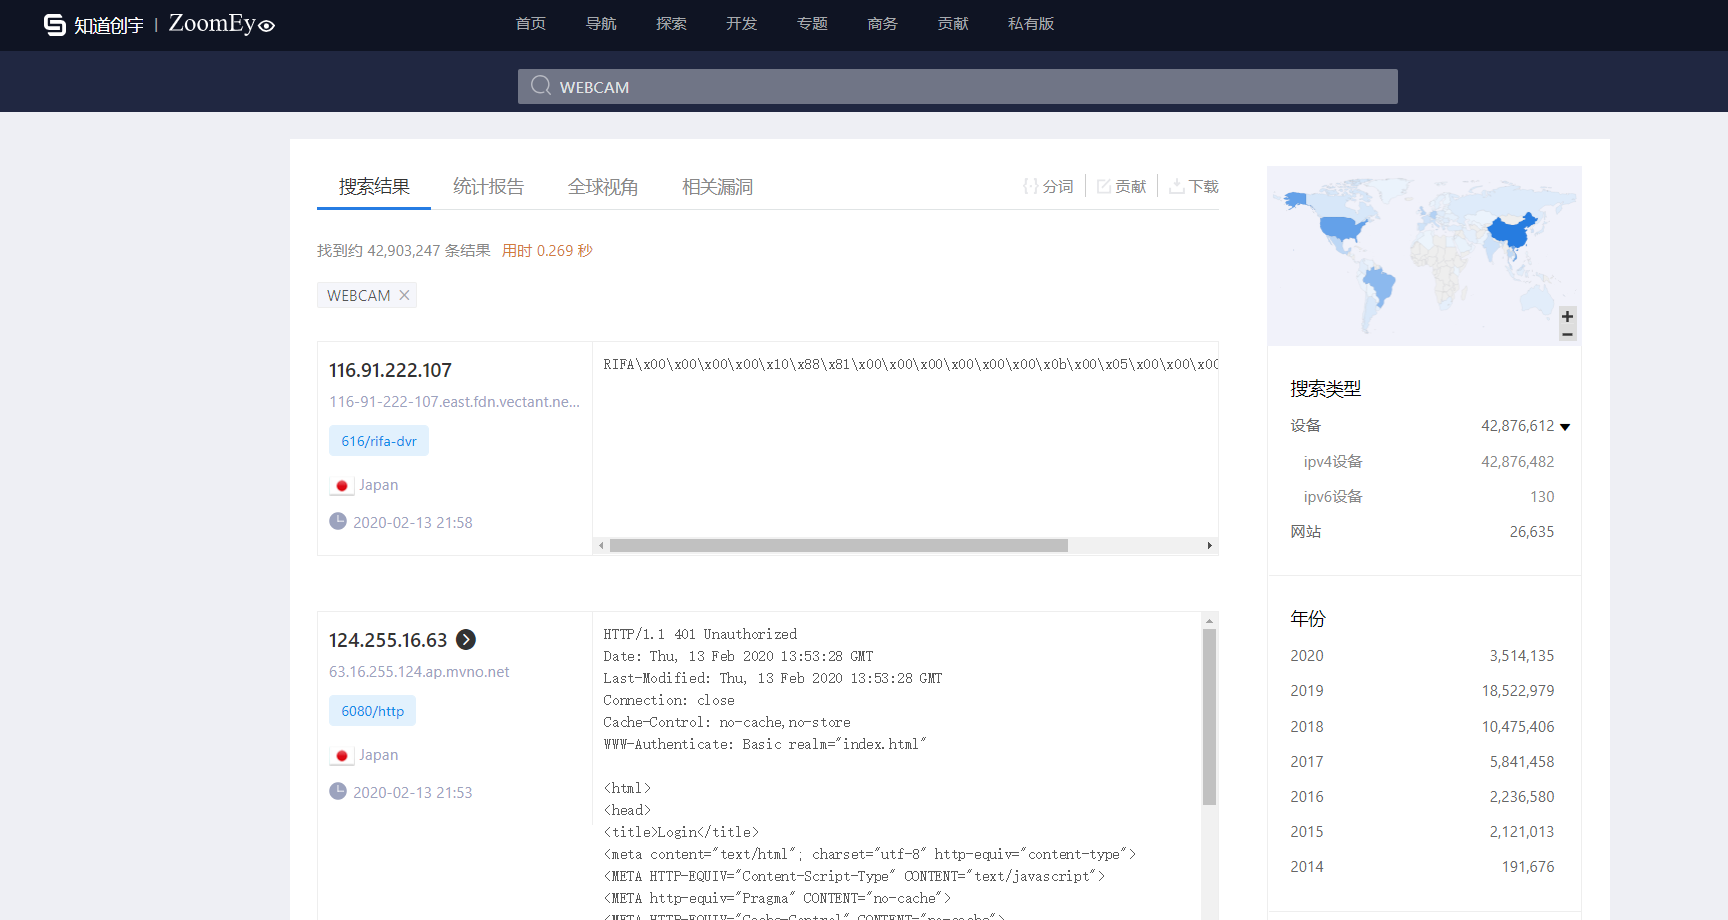 知道创宇 | ZoomEye
首页 导航 探索 开发 专题 商务 贡献 私有版
WEBCAM
搜索结果 统计报告 全球视角 相关漏洞 分词 贡献 下载
找到约 42,903,247 条结果 用时 0.269 秒
WEBCAM
116.91.222.107
116-91-222-107.east.fdn.vectant.ne...
616/rifa-dvr
Japan
2020-02-13 21:58
RIFA\x00\x00\x00\x00\x10\x88\x81\x00\x00\x00\x00\x00\x0b\x00\x05\x00\x00\x00
124.255.16.63
63.16.255.124.ap.mvno.net
6080/http
Japan
2020-02-13 21:53
HTTP/1.1 401 Unauthorized
Date: Thu, 13 Feb 2020 13:53:28 GMT
Last-Modified: Thu, 13 Feb 2020 13:53:28 GMT
Connection: close
Cache-Control: no-cache,no-store
WWW-Authenticate: Basic realm="index.html"
<html>
<head>
<title>Login</title>
<meta content="text/html"; charset="utf-8" http-equiv="content-type">
<META HTTP-EQUIV="Content-Script-Type" CONTENT="text/javascript">
<META http-equiv="Pragma" CONTENT="no-cache">
<META HTTP-EQUIV="Cache-Control" CONTENT="no-cache">
搜索类型
设备 42,876,612
ipv4设备 42,876,482
ipv6设备 130
网站 26,635
年份
2020 3,514,135
2019 18,522,979
2018 10,475,406
2017 5,841,458
2016 2,236,580
2015 2,121,013
2014 191,676